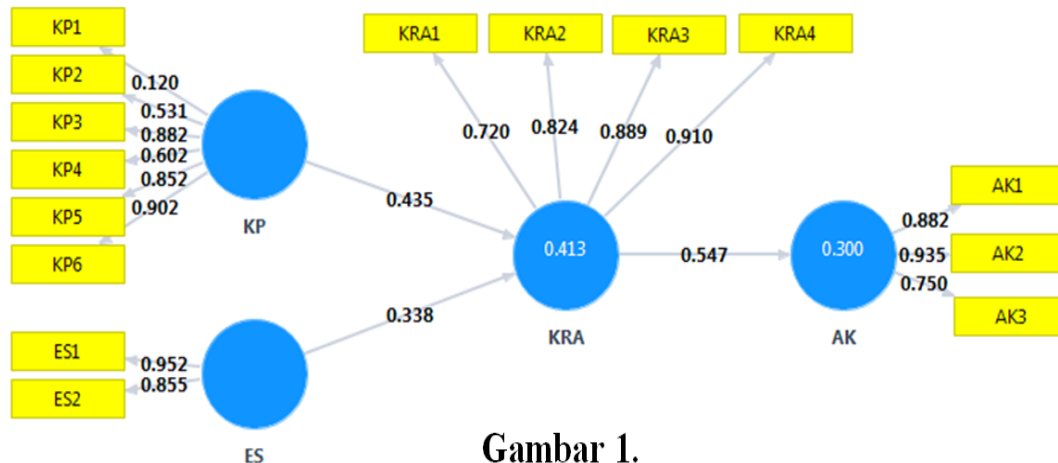 KP1
KP2
KP3
KP4
KP5
KP6
0.120
0.531
0.882
0.602
0.852
0.902
KP
KRA1
KRA2
KRA3
KRA4
0.720
0.824
0.889
0.910
0.435
0.413
KRA
0.547
0.300
AK
0.882
0.935
0.750
AK1
AK2
AK3
0.338
ES1
ES2
0.952
0.855
ES
Gambar 1.